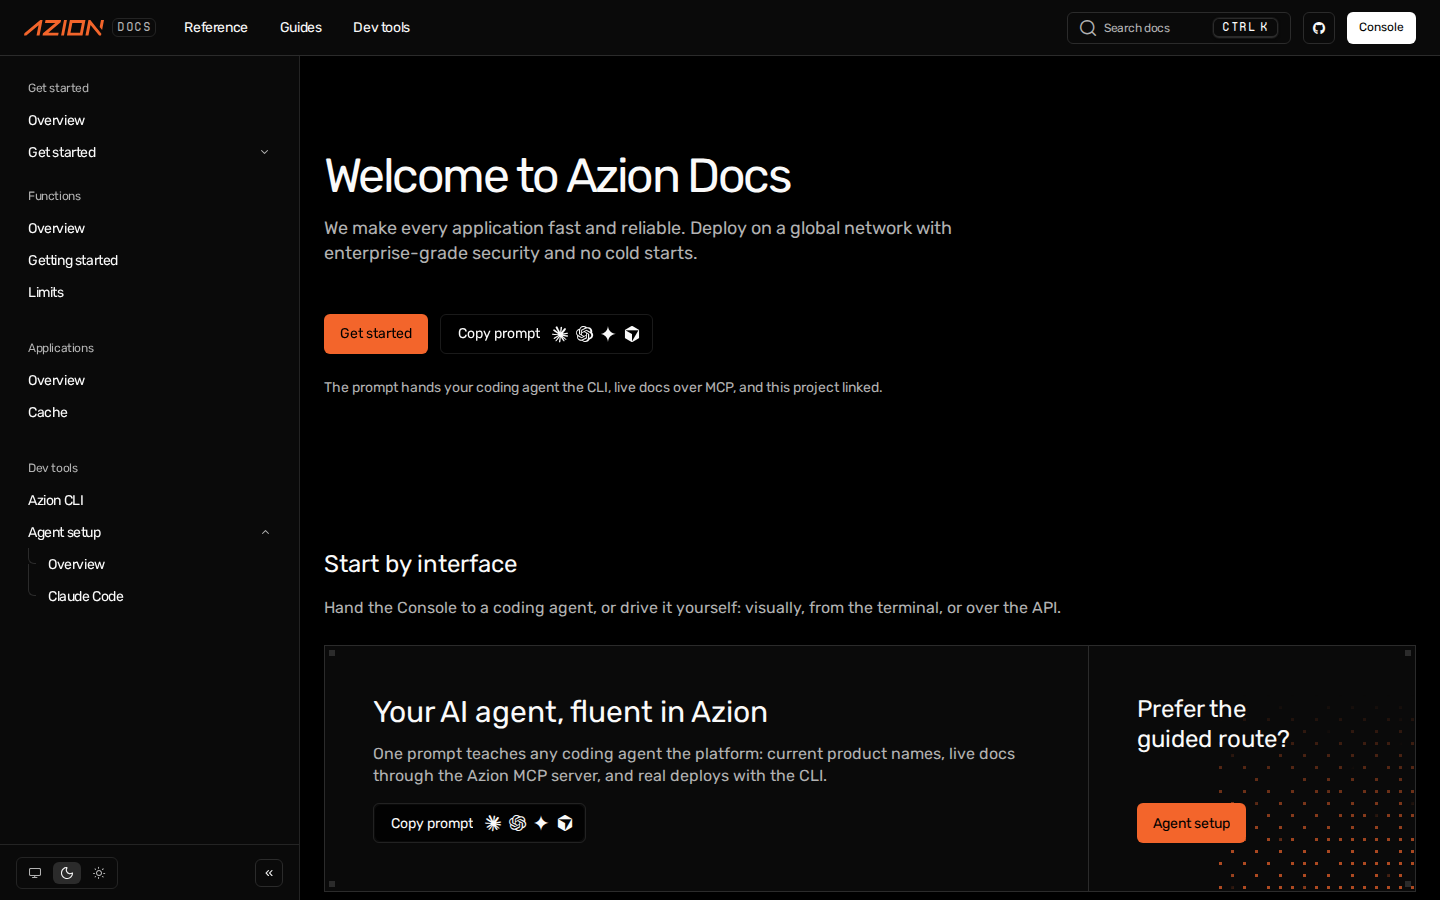 AZION DOCS Reference Guides Dev tools Search docs CTRL K Console
Get started
Overview
Get started
Functions
Overview
Getting started
Limits
Applications
Overview
Cache
Dev tools
Azion CLI
Agent setup
Overview
Claude Code
Welcome to Azion Docs
We make every application fast and reliable. Deploy on a global network with
enterprise-grade security and no cold starts.
Get started Copy prompt
The prompt hands your coding agent the CLI, live docs over MCP, and this project linked.
Start by interface
Hand the Console to a coding agent, or drive it yourself: visually, from the terminal, or over the API.
Your AI agent, fluent in Azion
One prompt teaches any coding agent the platform: current product names, live docs
through the Azion MCP server, and real deploys with the CLI.
Copy prompt
Prefer the
guided route?
Agent setup